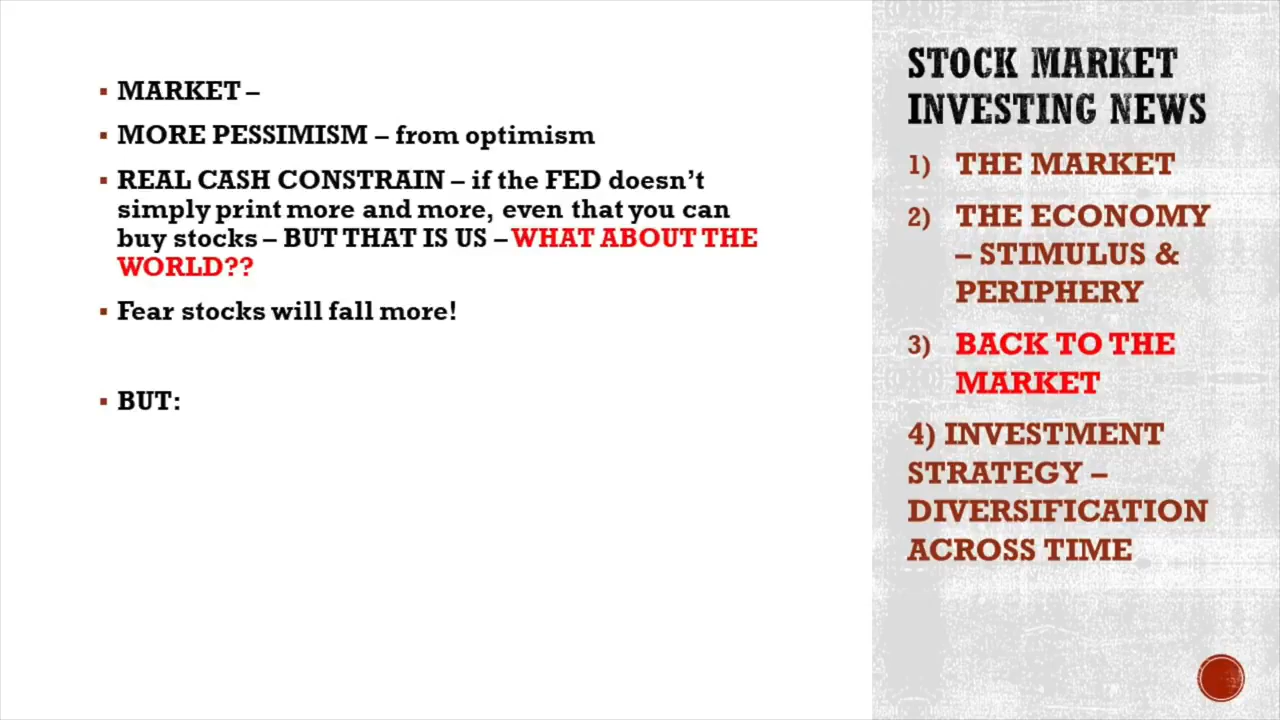 ▪ MARKET –
▪ MORE PESSIMISM – from optimism
▪ REAL CASH CONSTRAIN – if the FED doesn't
simply print more and more, even that you can
buy stocks – BUT THAT IS US – WHAT ABOUT THE
WORLD??
▪ Fear stocks will fall more!
▪ BUT:
STOCK MARKET
INVESTING NEWS
1) THE MARKET
2) THE ECONOMY
– STIMULUS &
PERIPHERY
3) BACK TO THE
MARKET
4) INVESTMENT
STRATEGY –
DIVERSIFICATION
ACROSS TIME